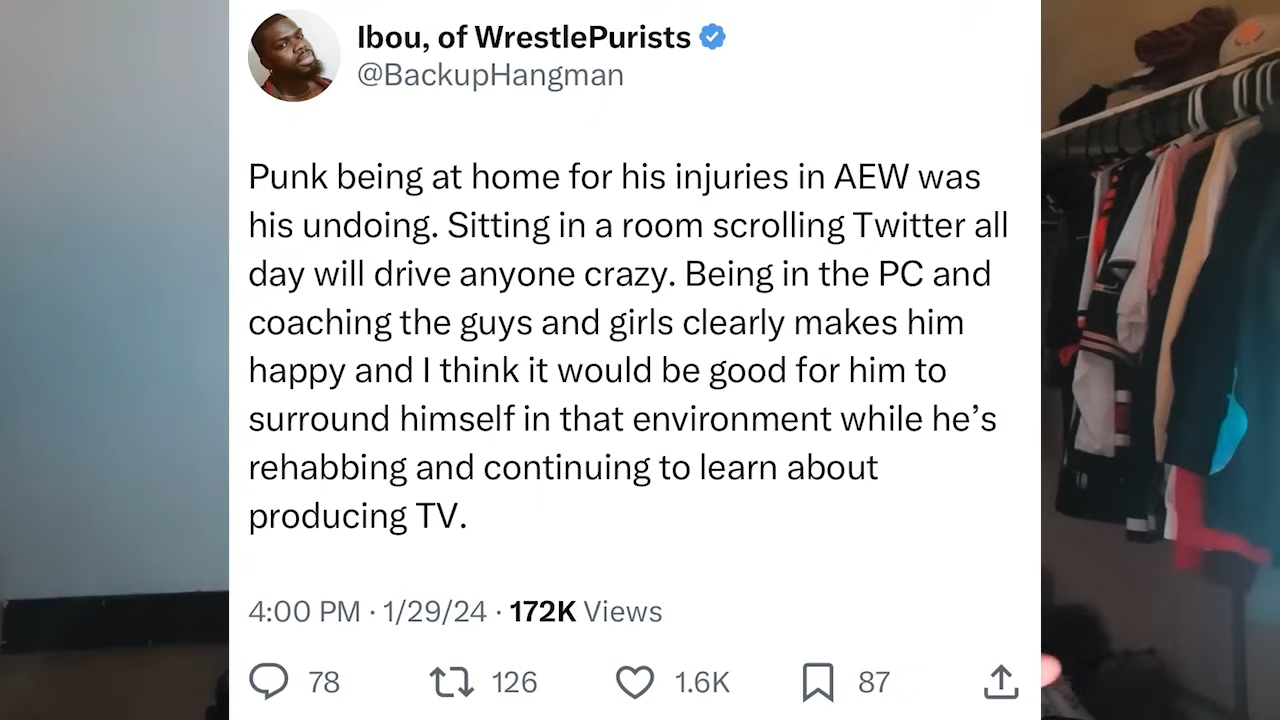 Ibou, of WrestlePurists
@BackupHangman
Punk being at home for his injuries in AEW was
his undoing. Sitting in a room scrolling Twitter all
day will drive anyone crazy. Being in the PC and
coaching the guys and girls clearly makes him
happy and I think it would be good for him to
surround himself in that environment while he’s
rehabbing and continuing to learn about
producing TV.
4:00 PM · 1/29/24 · 172K Views
78 126 1.6K 87